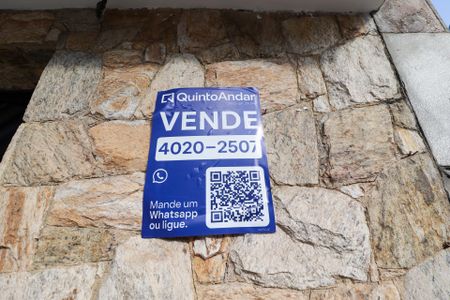 QuintoAndar
VENDE
4020-2507
Mande um
Whatsapp
ou ligue.